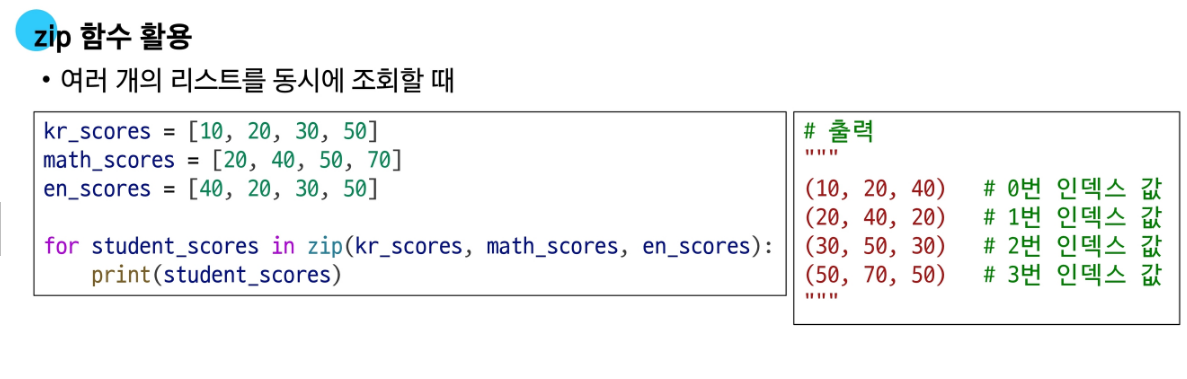 zip 함수 활용
• 여러 개의 리스트를 동시에 조회할 때
kr_scores = [10, 20, 30, 50]
math_scores = [20, 40, 50, 70]
en_scores = [40, 20, 30, 50]
for student_scores in zip(kr_scores, math_scores, en_scores):
    print(student_scores)
# 출력
"""
(10, 20, 40)   # 0번 인덱스 값
(20, 40, 20)   # 1번 인덱스 값
(30, 50, 30)   # 2번 인덱스 값
(50, 70, 50)   # 3번 인덱스 값
"""